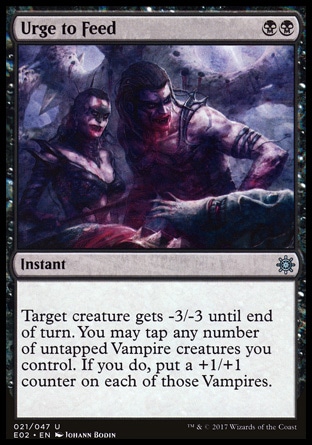 Urge to Feed
Instant
Target creature gets -3/-3 until end
of turn. You may tap any number
of untapped Vampire creatures you
control. If you do, put a +1/+1
counter on each of those Vampires.
021/047 U
E02 • EN Johann Bodin
™ & © 2017 Wizards of the Coast